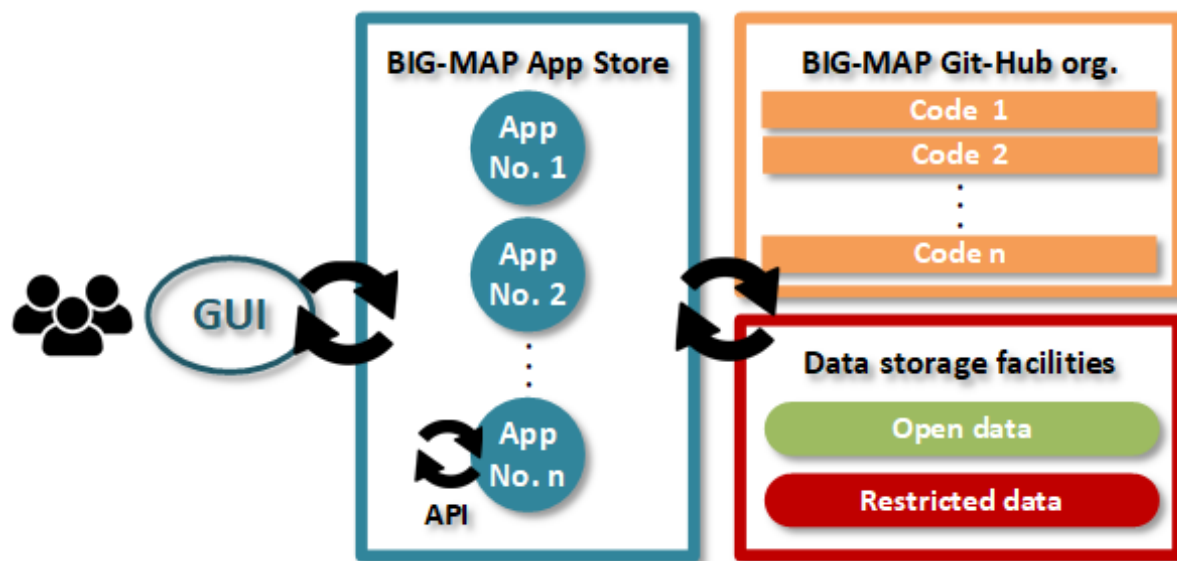 GUI
BIG-MAP App Store
App
No. 1
App
No. 2
App
No. n
API
BIG-MAP Git-Hub org.
Code 1
Code 2
Code n
Data storage facilities
Open data
Restricted data